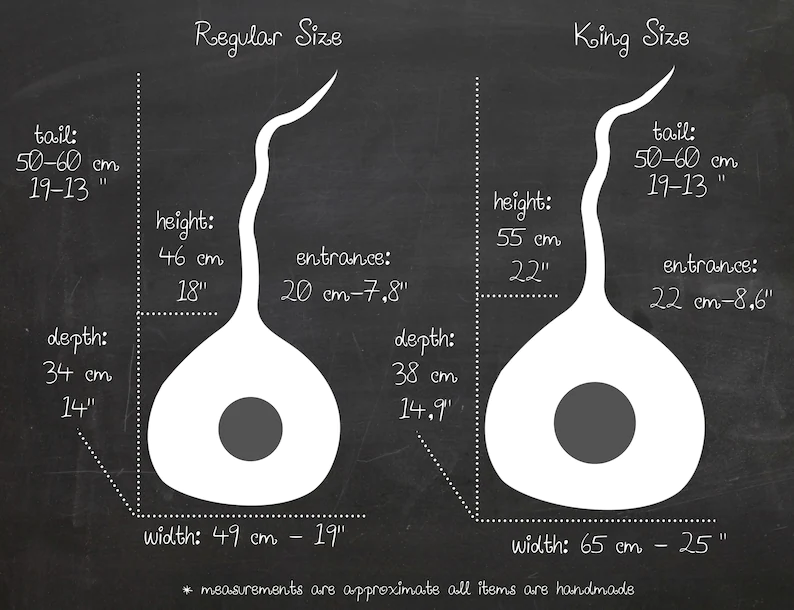 Regular Size
tail:
50-60 cm
19-13 "
height:
46 cm
18"
entrance:
20 cm-7,8"
depth:
34 cm
14"
width: 49 cm - 19"
King Size
tail:
50-60 cm
19-13 "
height:
55 cm
22"
entrance:
22 cm-8,6"
depth:
38 cm
14,9"
width: 65 cm - 25 "
* measurements are approximate all items are handmade